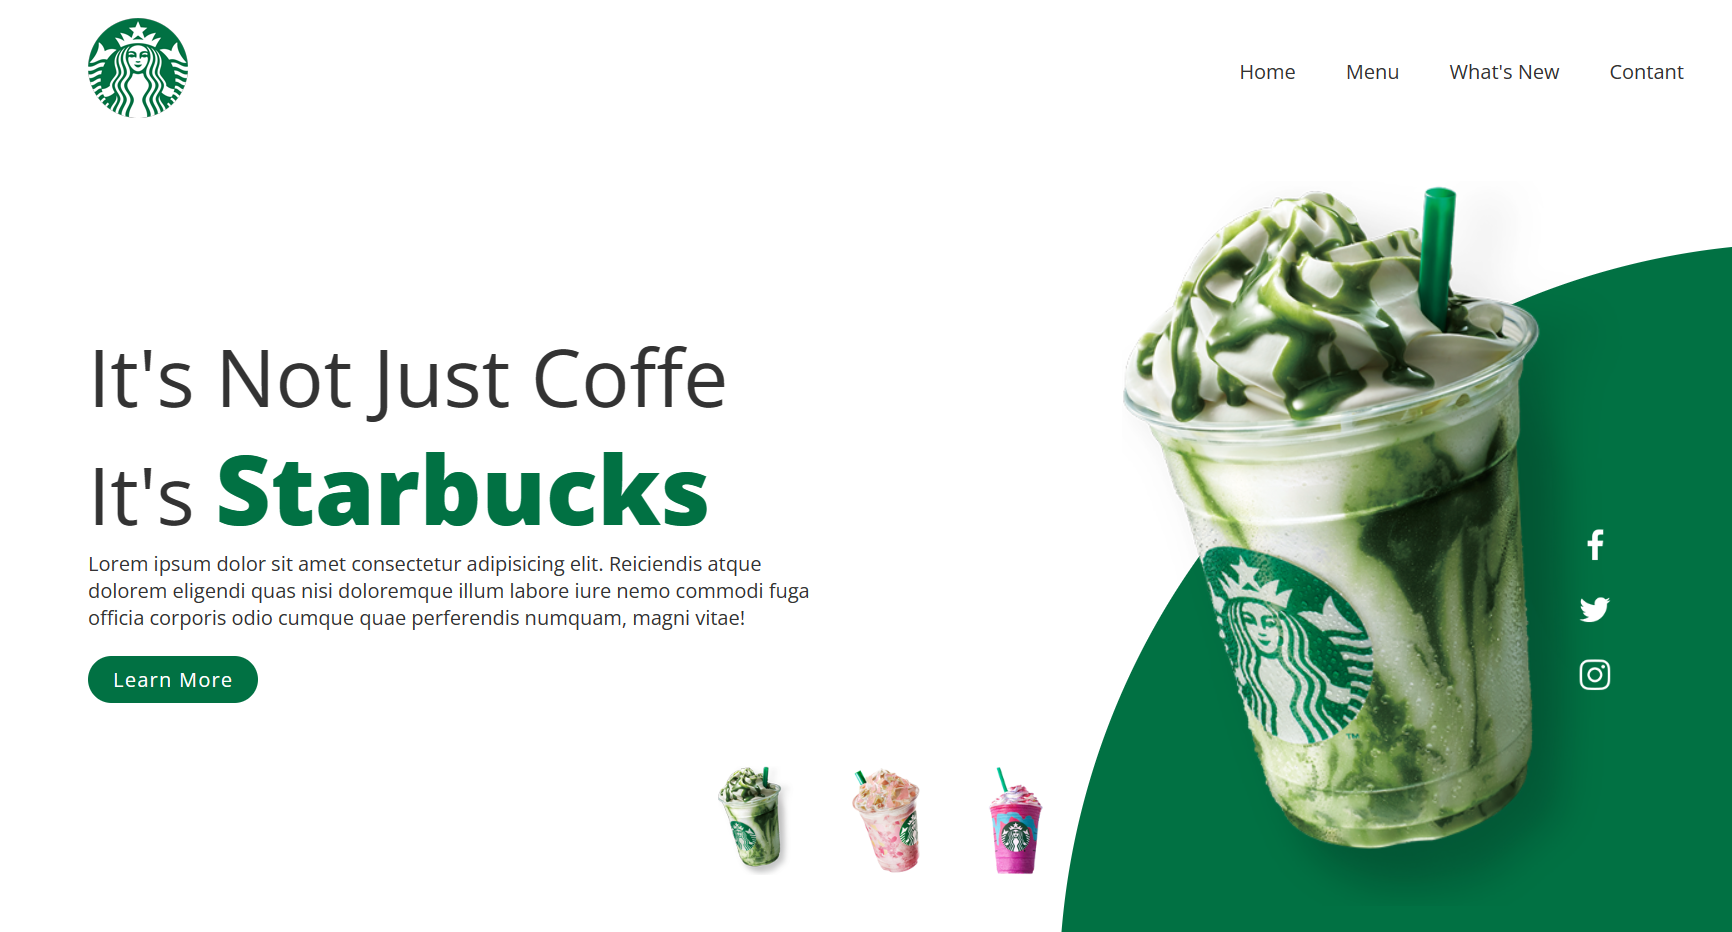 Home
Menu
What's New
Contant
It's Not Just Coffe
It's Starbucks
Lorem ipsum dolor sit amet consectetur adipisicing elit. Reiciendis atque
dolorem eligendi quas nisi doloremque illum labore iure nemo commodi fuga
officia corporis odio cumque quae perferendis numquam, magni vitae!
Learn More
TM